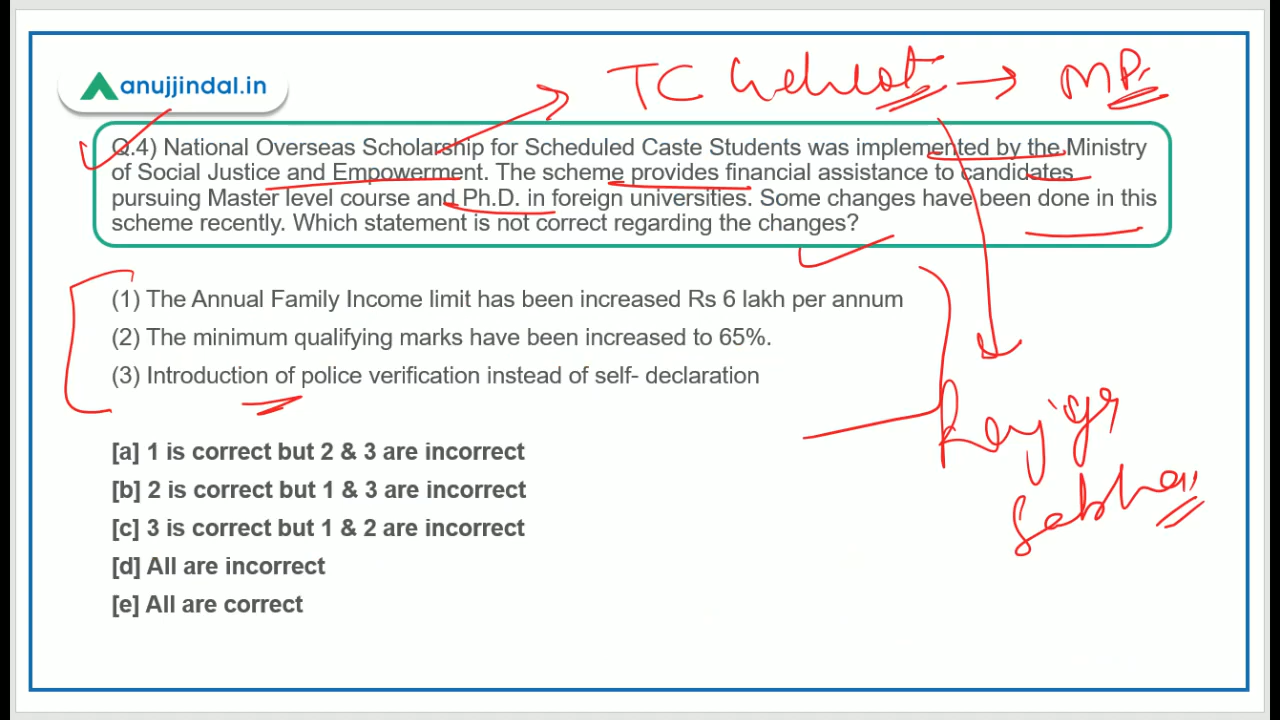 anujjindal.in
TC → MP.
Q.4) National Overseas Scholarship for Scheduled Caste Students was implemented by the Ministry
of Social Justice and Empowerment. The scheme provides financial assistance to candidates
pursuing Master level course and Ph.D. in foreign universities. Some changes have been done in this
scheme recently. Which statement is not correct regarding the changes?
(1) The Annual Family Income limit has been increased Rs 6 lakh per annum
(2) The minimum qualifying marks have been increased to 65%.
(3) Introduction of police verification instead of self- declaration
[a] 1 is correct but 2 & 3 are incorrect
[b] 2 is correct but 1 & 3 are incorrect
[c] 3 is correct but 1 & 2 are incorrect
[d] All are incorrect
[e] All are correct
Sabha